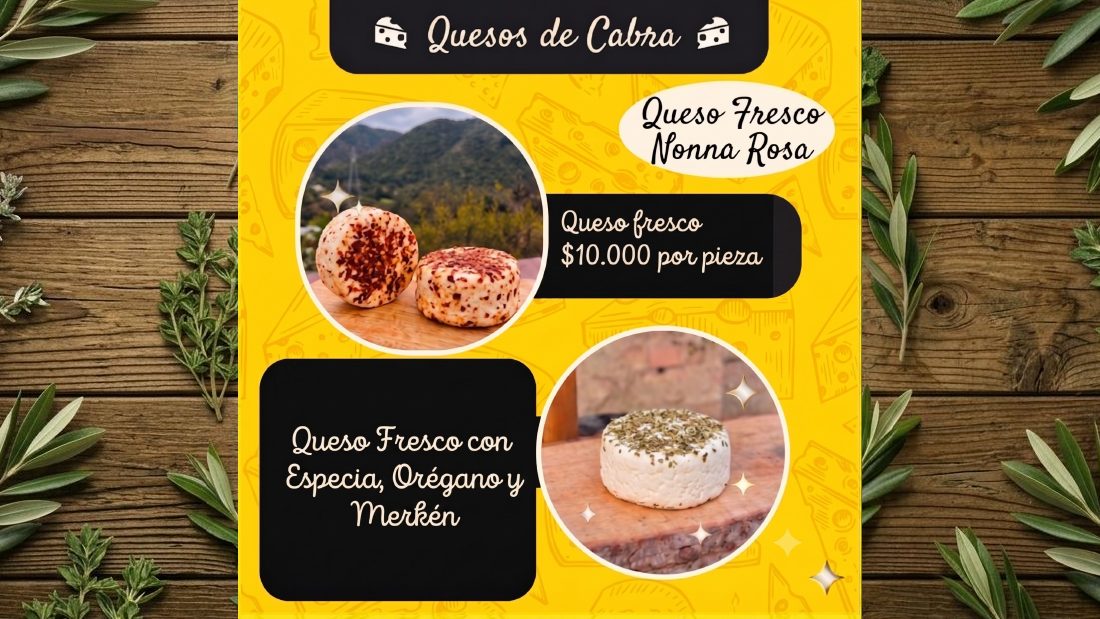 Quesos de Cabra
Queso Fresco
Nonna Rosa
Queso fresco
$10.000 por pieza
Queso Fresco con
Especia, Orégano y
Merkén